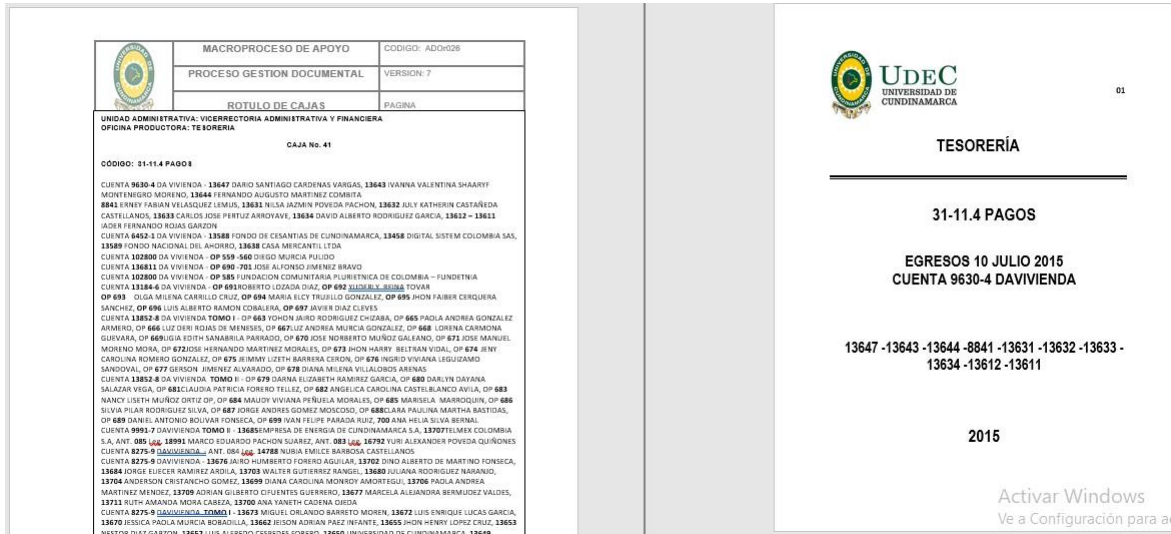 MACROPROCESO DE APOYO
CODIGO: ADOr026
PROCESO GESTION DOCUMENTAL
VERSION: 7
ROTULO DE CAJAS
PAGINA
UNIDAD ADMINISTRATIVA: VICERRECTORIA ADMINISTRATIVA Y FINANCIERA
OFICINA PRODUCTORA: TESORERIA
CAJA No. 41
CÓDIGO: 31-11.4 PAGOS
CUENTA 9630-4 DA VIVIENDA - 13647 DARIO SANTIAGO CARDENAS VARGAS, 13643 IVANNA VALENTINA SHAARYF
MONTENEGRO MORENO, 13644 FERNANDO AUGUSTO MARTINEZ COMBITA
8841 ERNEY FABIAN VELASQUEZ LEMUS, 13631 NILSA JAZMIN POVEDA PACHON, 13632 JULY KATHERIN CASTAÑEDA
CASTELLANOS, 13633 CARLOS JOSE PERTUZ ARROYAVE, 13634 DAVID ALBERTO RODRIGUEZ GARCIA, 13612 – 13611
IADER FERNANDO ROJAS GARZON
CUENTA 6452-1 DA VIVIENDA - 13588 FONDO DE CESANTIAS DE CUNDINAMARCA, 13458 DIGITAL SISTEM COLOMBIA SAS,
13589 FONDO NACIONAL DEL AHORRO, 13638 CASA MERCANTIL LTDA
CUENTA 102800 DA VIVIENDA - OP 559 -560 DIEGO MURCIA PULIDO
CUENTA 136811 DA VIVIENDA - OP 690 -701 JOSE ALFONSO JIMENEZ BRAVO
CUENTA 102800 DA VIVIENDA - OP 585 FUNDACION COMUNITARIA PLURIETNICA DE COLOMBIA – FUNDETNIA
CUENTA 13184-6 DA VIVIENDA - OP 691ROBERTO LOZADA DIAZ, OP 692 YUDERLY REINA TOVAR
OP 693 OLGA MILENA CARRILLO CRUZ, OP 694 MARIA ELCY TRUJILLO GONZALEZ, OP 695 JHON FAIBER CERQUERA
SANCHEZ, OP 696 LUIS ALBERTO RAMON COBALERA, OP 697 JAVIER DIAZ CLEVES
CUENTA 13852-8 DA VIVIENDA TOMO I - OP 663 YOHON JAIRO RODRIGUEZ CHIZABA, OP 665 PAOLA ANDREA GONZALEZ
ARMERO, OP 666 LUZ DERI ROJAS DE MENESES, OP 667LUZ ANDREA MURCIA GONZALEZ, OP 668 LORENA CARMONA
GUEVARA, OP 669LIGIA EDITH SANABRILA PARRADO, OP 670 JOSE NORBERTO MUÑOZ GALEANO, OP 671 JOSE MANUEL
MORENO MORA, OP 672JOSE HERNANDO MARTINEZ MORALES, OP 673 JHON HARRY BELTRAN VIDAL, OP 674 JENY
CAROLINA ROMERO GONZALEZ, OP 675 JEIMMY LIZETH BARRERA CERON, OP 676 INGRID VIVIANA LEGUIZAMO
SANDOVAL, OP 677 GERSON JIMENEZ ALVARADO, OP 678 DIANA MILENA VILLALOBOS ARENAS
CUENTA 13852-8 DA VIVIENDA TOMO II - OP 679 DARNA ELIZABETH RAMIREZ GARCIA, OP 680 DARLYN DAYANA
SALAZAR VEGA, OP 681CLAUDIA PATRICIA FORERO TELLEZ, OP 682 ANGELICA CAROLINA CASTELBLANCO AVILA, OP 683
NANCY LISETH MUÑOZ ORTIZ OP, OP 684 MAUDY VIVIANA PEÑUELA MORALES, OP 685 MARISELA MARROQUIN, OP 686
SILVIA PILAR RODRIGUEZ SILVA, OP 687 JORGE ANDRES GOMEZ MOSCOSO, OP 688CLARA PAULINA MARTHA BASTIDAS,
OP 689 DANIEL ANTONIO BOLIVAR FONSECA, OP 699 IVAN FELIPE PARADA RUIZ, 700 ANA HELIA SILVA BERNAL
CUENTA 9991-7 DAVIVIENDA TOMO II - 13685EMPRESA DE ENERGIA DE CUNDINAMARCA S.A, 13707TELMEX COLOMBIA
S.A, ANT. 085 Leg. 18991 MARCO EDUARDO PACHON SUAREZ, ANT. 083 Leg. 16792 YURI ALEXANDER POVEDA QUIÑONES
CUENTA 8275-9 DAVIVIENDA - ANT. 084 Leg. 14788 NUBIA EMILCE BARBOSA CASTELLANOS
CUENTA 8275-9 DAVIVIENDA - 13676 JAIRO HUMBERTO FORERO AGUILAR, 13702 DINO ALBERTO DE MARTINO FONSECA,
13684 JORGE ELIECER RAMIREZ ARDILA, 13703 WALTER GUTIERREZ RANGEL, 13680 JULIANA RODRIGUEZ NARANJO,
13704 ANDERSON CRISTANCHO GOMEZ, 13699 DIANA CAROLINA MONROY AMORTEGUI, 13706 PAOLA ANDREA
MARTINEZ MENDEZ, 13709 ADRIAN GILBERTO CIFUENTES GUERRERO, 13677 MARCELA ALEJANDRA BERMUDEZ VALDES,
13711 RUTH AMANDA MORA CABEZA, 13700 ANA YANETH CADENA OJEDA
CUENTA 8275-9 DAVIVIENDA TOMO I - 13673 MIGUEL ORLANDO BARRETO MOREN, 13672 LUIS ENRIQUE LUCAS GARCIA,
13670 JESSICA PAOLA MURCIA BOBADILLA, 13662 JEISON ADRIAN PAEZ INFANTE, 13655 JHON HENRY LOPEZ CRUZ, 13653
NESTOR DIAZ GARZON, 13652 LUIS ALFREDO CESPEDES FORERO, 13650 UNIVERSIDAD DE CUNDINAMARCA, 13649
UDEC
UNIVERSIDAD DE
CUNDINAMARCA
01
TESORERÍA
31-11.4 PAGOS
EGRESOS 10 JULIO 2015
CUENTA 9630-4 DAVIVIENDA
13647 -13643 -13644 -8841 -13631 -13632 -13633 -
13634 -13612 -13611
2015
Activar Windows
Ve a Configuración para a